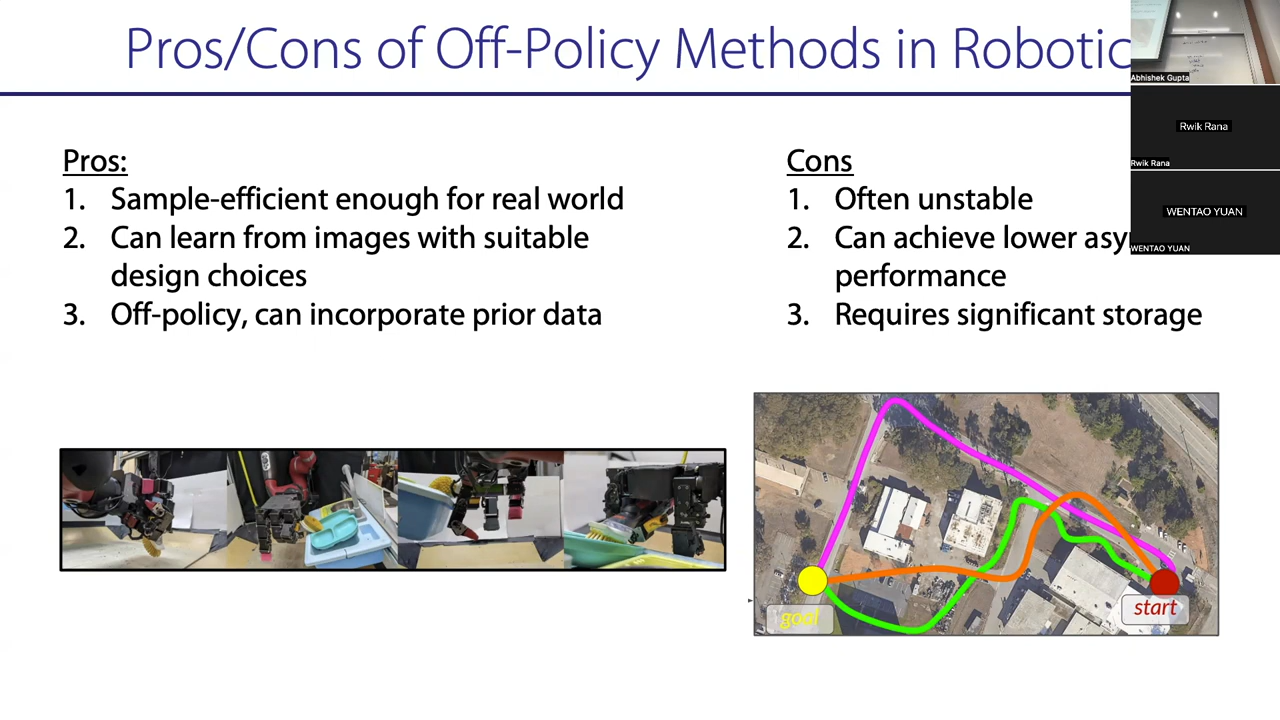 Pros/Cons of Off-Policy Methods in Robotic
Pros:
1. Sample-efficient enough for real world
2. Can learn from images with suitable
design choices
3. Off-policy, can incorporate prior data
Cons
1. Often unstable
2. Can achieve lower
performance
3. Requires significant storage
goal
start
Abhishek Gupta
Rwik Rana
Rwik Rana
WENTAO YUAN
WENTAO YUAN